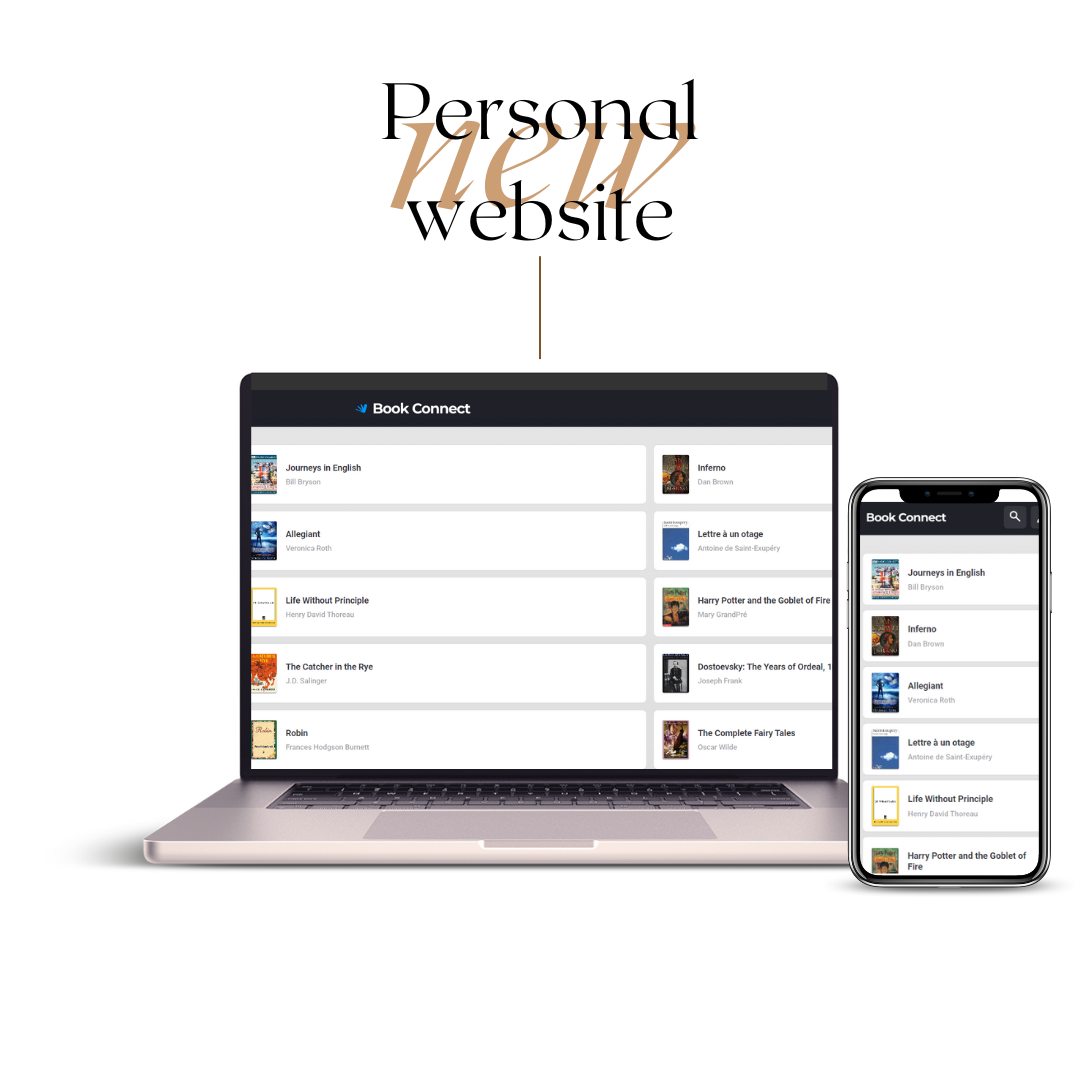 Personal
new
website
Book Connect
Journeys in English
Bill Bryson
Inferno
Dan Brown
Allegiant
Veronica Roth
Lettre à un otage
Antoine de Saint-Exupéry
Life Without Principle
Henry David Thoreau
Harry Potter and the Goblet of Fire
Mary GrandPré
The Catcher in the Rye
J.D. Salinger
Dostoevsky: The Years of Ordeal, 1
Joseph Frank
Robin
Frances Hodgson Burnett
The Complete Fairy Tales
Oscar Wilde
Book Connect
Journeys in English
Bill Bryson
Inferno
Dan Brown
Allegiant
Veronica Roth
Lettre à un otage
Antoine de Saint-Exupéry
Life Without Principle
Henry David Thoreau
Harry Potter and the Goblet of
Fire